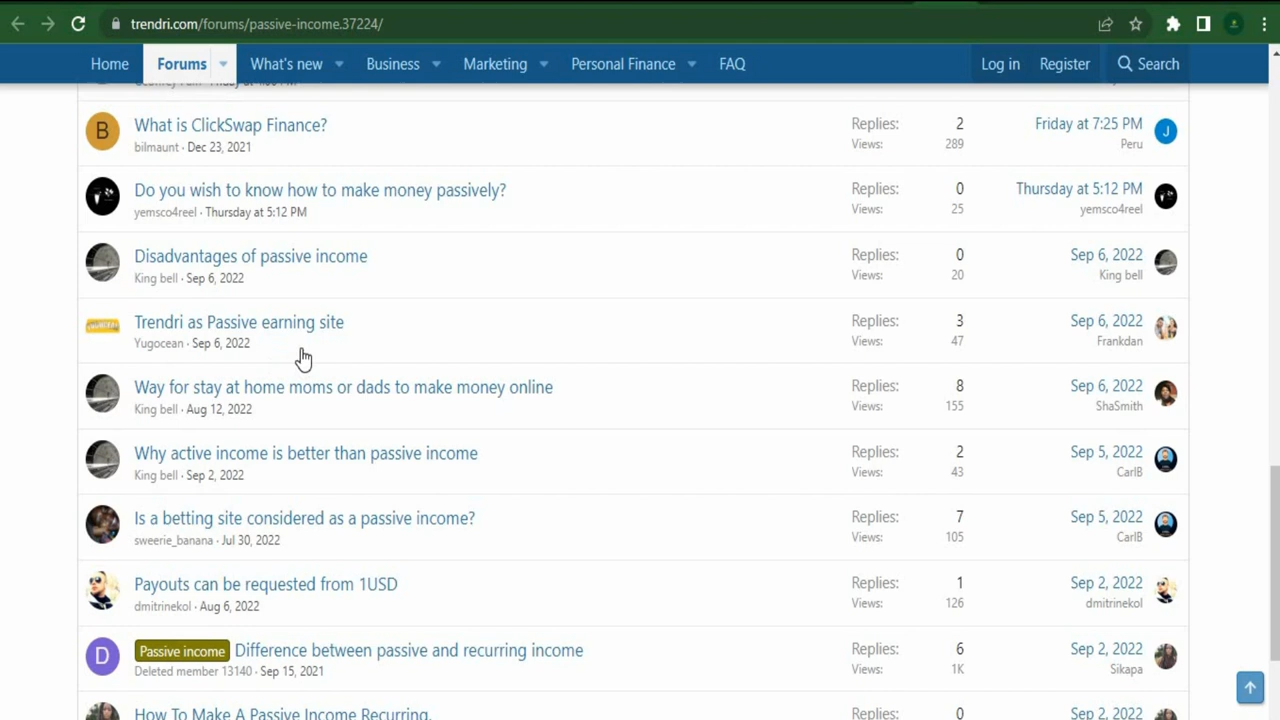 trendri.com/forums/passive-income.37224/
Home Forums What's new Business Marketing Personal Finance FAQ Log in Register Search
B What is ClickSwap Finance? Replies: 2 Friday at 7:25 PM J
bilmaunt · Dec 23, 2021 Views: 289 Peru
Do you wish to know how to make money passively? Replies: 0 Thursday at 5:12 PM
yemsco4reel · Thursday at 5:12 PM Views: 25 yemsco4reel
Disadvantages of passive income Replies: 0 Sep 6, 2022
King bell · Sep 6, 2022 Views: 20 King bell
Trendri as Passive earning site Replies: 3 Sep 6, 2022
Yugocean · Sep 6, 2022 Views: 47 Frankdan
Way for stay at home moms or dads to make money online Replies: 8 Sep 6, 2022
King bell · Aug 12, 2022 Views: 155 ShaSmith
Why active income is better than passive income Replies: 2 Sep 5, 2022
King bell · Sep 2, 2022 Views: 43 CarlB
Is a betting site considered as a passive income? Replies: 7 Sep 5, 2022
sweerie_banana · Jul 30, 2022 Views: 105 CarlB
Payouts can be requested from 1USD Replies: 1 Sep 2, 2022
dmitrinekol · Aug 6, 2022 Views: 126 dmitrinekol
D Passive income Difference between passive and recurring income Replies: 6 Sep 2, 2022
Deleted member 13140 · Sep 15, 2021 Views: 1K Sikapa
How To Make A Passive Income Recurring. Replies: 0 Sep 2, 2022